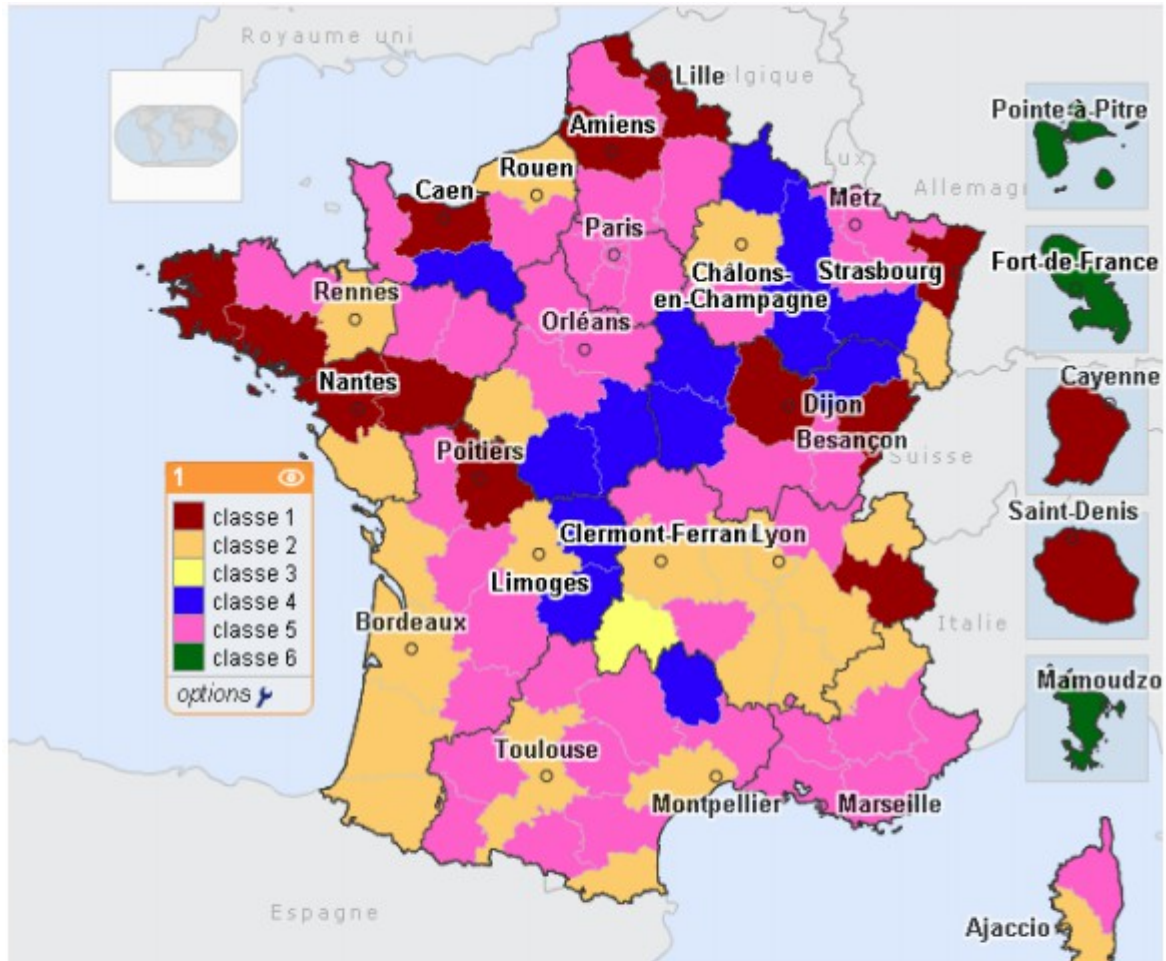 Royaume uni
Lille
elgique
Amiens
Rouen
Caen
Lux.
Allemagn
Metz
Paris
Châlons-
en-Champagne
Strasbourg
Rennes
Orléans
Nantes
Dijon
Besançon
Suisse
Poitiers
Clermont-Ferran
Lyon
Limoges
Bordeaux
Italie
Toulouse
Montpellier
Marseille
Espagne
Ajaccio
Pointe-à-Pitre
Fort-de-France
Cayenne
Saint-Denis
Mamoudzo
1
classe 1
classe 2
classe 3
classe 4
classe 5
classe 6
options